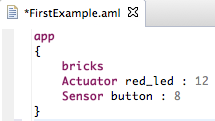 *FirstExample.aml
app
{
bricks
Actuator red_led : 12
Sensor button : 8
}